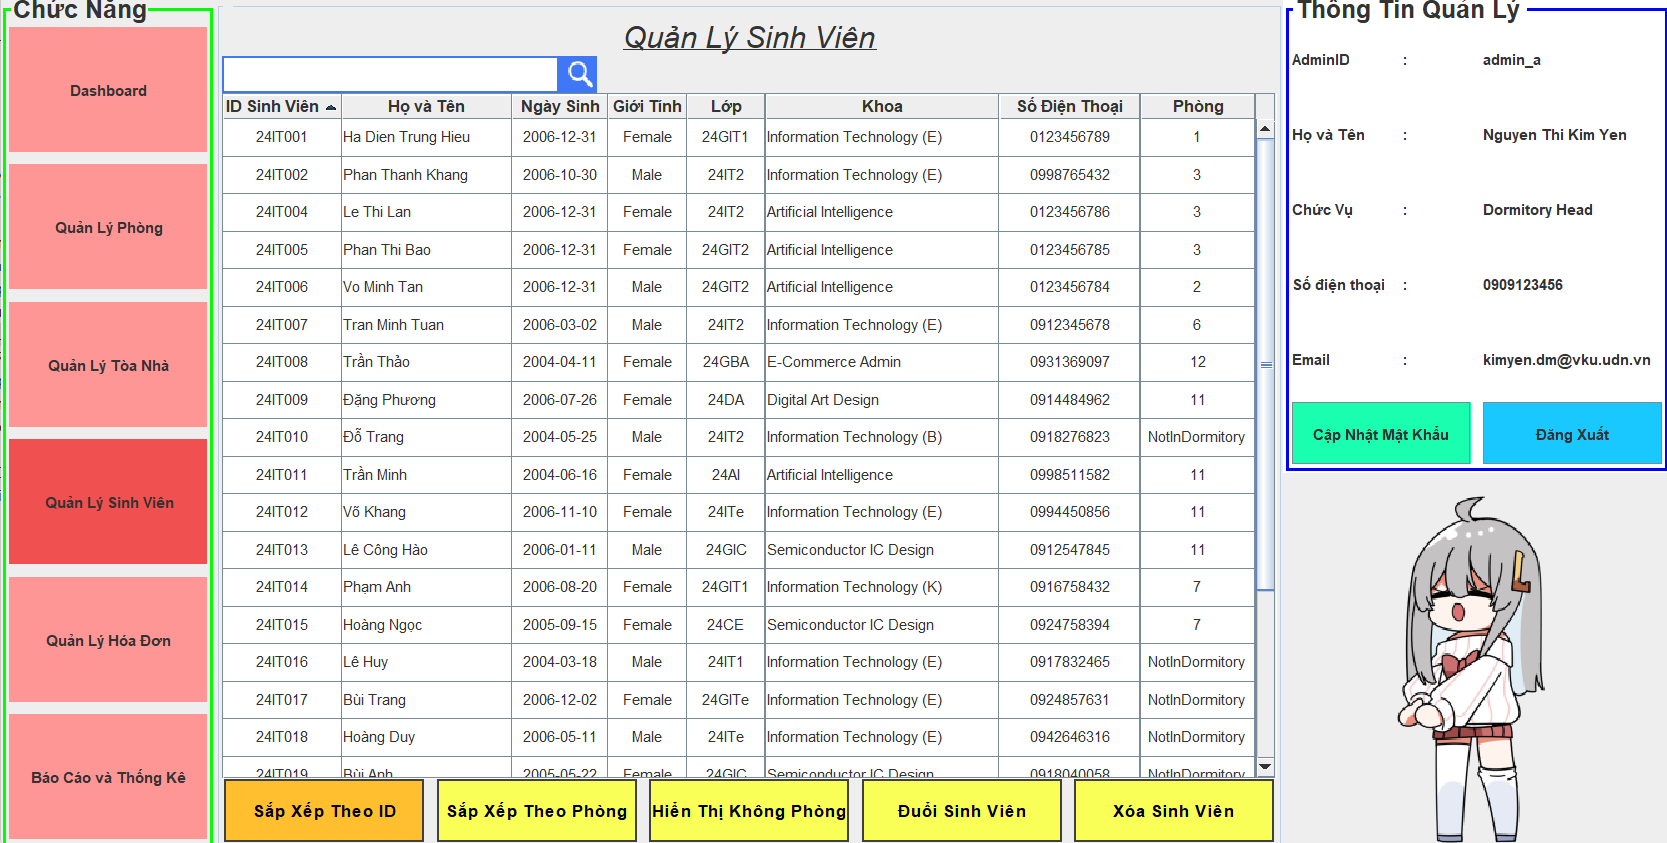 Chức Năng
Dashboard
Quản Lý Phòng
Quản Lý Tòa Nhà
Quản Lý Sinh Viên
Quản Lý Hóa Đơn
Báo Cáo và Thống Kê
Quản Lý Sinh Viên
ID Sinh Viên Họ và Tên Ngày Sinh Giới Tính Lớp Khoa Số Điện Thoại Phòng
24IT001 Ha Dien Trung Hieu 2006-12-31 Female 24GIT1 Information Technology (E) 0123456789 1
24IT002 Phan Thanh Khang 2006-10-30 Male 24IT2 Information Technology (E) 0998765432 3
24IT004 Le Thi Lan 2006-12-31 Female 24IT2 Artificial Intelligence 0123456786 3
24IT005 Phan Thi Bao 2006-12-31 Female 24GIT2 Artificial Intelligence 0123456785 3
24IT006 Vo Minh Tan 2006-12-31 Male 24GIT2 Artificial Intelligence 0123456784 2
24IT007 Tran Minh Tuan 2006-03-02 Male 24IT2 Information Technology (E) 0912345678 6
24IT008 Trần Thảo 2004-04-11 Female 24GBA E-Commerce Admin 0931369097 12
24IT009 Đặng Phương 2006-07-26 Female 24DA Digital Art Design 0914484962 11
24IT010 Đỗ Trang 2004-05-25 Male 24IT2 Information Technology (B) 0918276823 NotInDormitory
24IT011 Trần Minh 2004-06-16 Female 24AI Artificial Intelligence 0998511582 11
24IT012 Võ Khang 2006-11-10 Female 24ITe Information Technology (E) 0994450856 11
24IT013 Lê Công Hào 2006-01-11 Male 24GIC Semiconductor IC Design 0912547845 11
24IT014 Phạm Anh 2006-08-20 Female 24GIT1 Information Technology (K) 0916758432 7
24IT015 Hoàng Ngọc 2005-09-15 Female 24CE Semiconductor IC Design 0924758394 7
24IT016 Lê Huy 2004-03-18 Male 24IT1 Information Technology (E) 0917832465 NotInDormitory
24IT017 Bùi Trang 2006-12-02 Female 24GITe Information Technology (E) 0924857631 NotInDormitory
24IT018 Hoàng Duy 2006-05-11 Male 24ITe Information Technology (E) 0942646316 NotInDormitory
24IT019 Bùi Anh 2005-05-22 Female 24GIC Semiconductor IC Design 0918040058 NotInDormitory
Sắp Xếp Theo ID
Sắp Xếp Theo Phòng
Hiển Thị Không Phòng
Đuổi Sinh Viên
Xóa Sinh Viên
Thông Tin Quản Lý
AdminID : admin_a
Họ và Tên : Nguyen Thi Kim Yen
Chức Vụ : Dormitory Head
Số điện thoại : 0909123456
Email : kimyen.dm@vku.udn.vn
Cập Nhật Mật Khẩu
Đăng Xuất